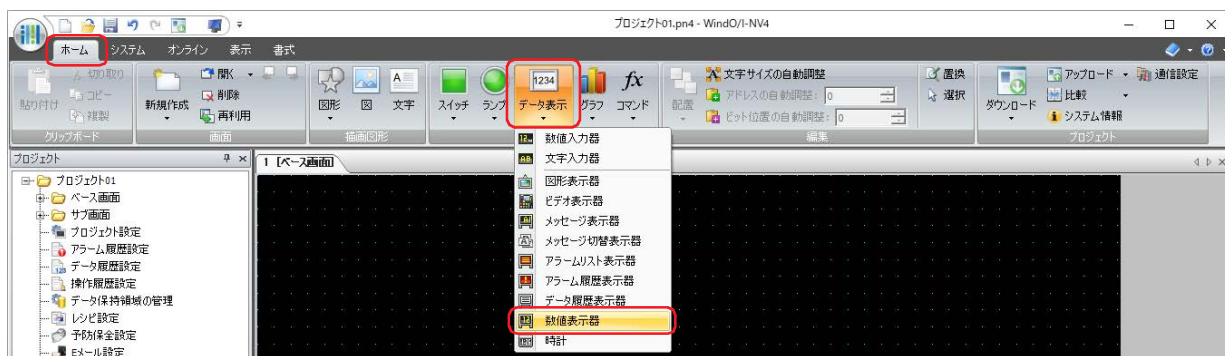 プロジェクト01.pn4 - WindO/I-NV4
ホーム システム オンライン 表示 書式
貼り付け 切り取り コピー 複製 クリップボード
新規作成 開く 削除 再利用 画面
図形 図 文字 描画図形
スイッチ ランプ 1234 データ表示 グラフ fx コマンド
配置 文字サイズの自動調整 アドレスの自動調整: 0 ビット位置の自動調整: 0 置換 選択 編集
ダウンロード アップロード 比較 システム情報 通信設定 プロジェクト
プロジェクト
1 [ベース画面]
プロジェクト01
ベース画面
サブ画面
プロジェクト設定
アラーム履歴設定
データ履歴設定
操作履歴設定
データ保持領域の管理
レシピ設定
予防保全設定
Eメール設定
数値入力器
文字入力器
図形表示器
ビデオ表示器
メッセージ表示器
メッセージ切替表示器
アラームリスト表示器
アラーム履歴表示器
データ履歴表示器
数値表示器
時計